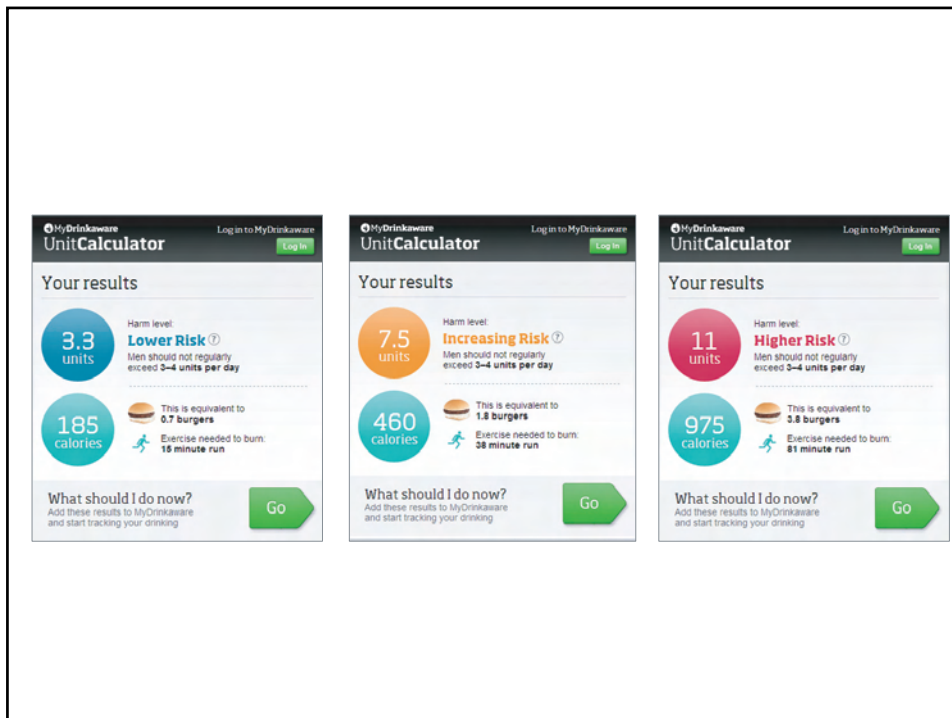 MyDrinkaware
Log in to MyDrinkaware
UnitCalculator
Log In
Your results
3.3
units
Harm level:
Lower Risk ?
Men should not regularly
exceed 3–4 units per day
185
calories
This is equivalent to
0.7 burgers
Exercise needed to burn:
15 minute run
What should I do now?
Add these results to MyDrinkaware
and start tracking your drinking
Go
MyDrinkaware
Log in to MyDrinkaware
UnitCalculator
Log In
Your results
7.5
units
Harm level:
Increasing Risk ?
Men should not regularly
exceed 3–4 units per day
460
calories
This is equivalent to
1.8 burgers
Exercise needed to burn:
38 minute run
What should I do now?
Add these results to MyDrinkaware
and start tracking your drinking
Go
MyDrinkaware
Log in to MyDrinkaware
UnitCalculator
Log In
Your results
11
units
Harm level:
Higher Risk ?
Men should not regularly
exceed 3–4 units per day
975
calories
This is equivalent to
3.8 burgers
Exercise needed to burn:
81 minute run
What should I do now?
Add these results to MyDrinkaware
and start tracking your drinking
Go